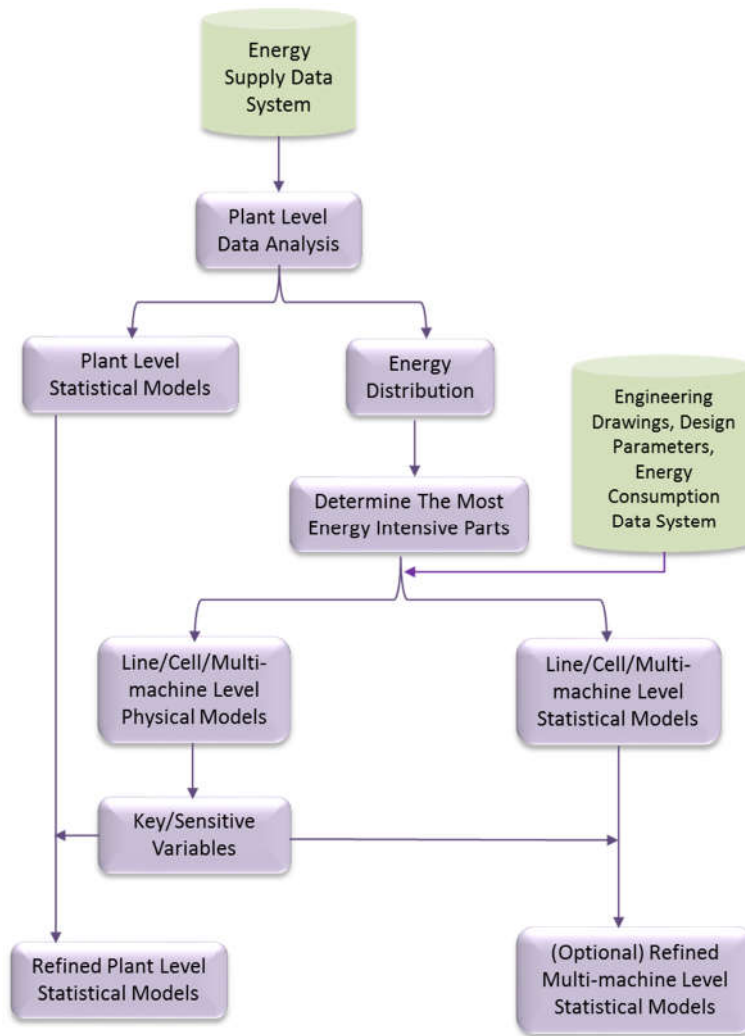 Energy
Supply Data
System
Plant Level
Data Analysis
Plant Level
Statistical Models
Energy
Distribution
Engineering
Drawings, Design
Parameters,
Energy
Consumption
Data System
Determine The Most
Energy Intensive Parts
Line/Cell/Multi-
machine Level
Physical Models
Line/Cell/Multi-
machine Level
Statistical Models
Key/Sensitive
Variables
Refined Plant Level
Statistical Models
(Optional) Refined
Multi-machine Level
Statistical Models